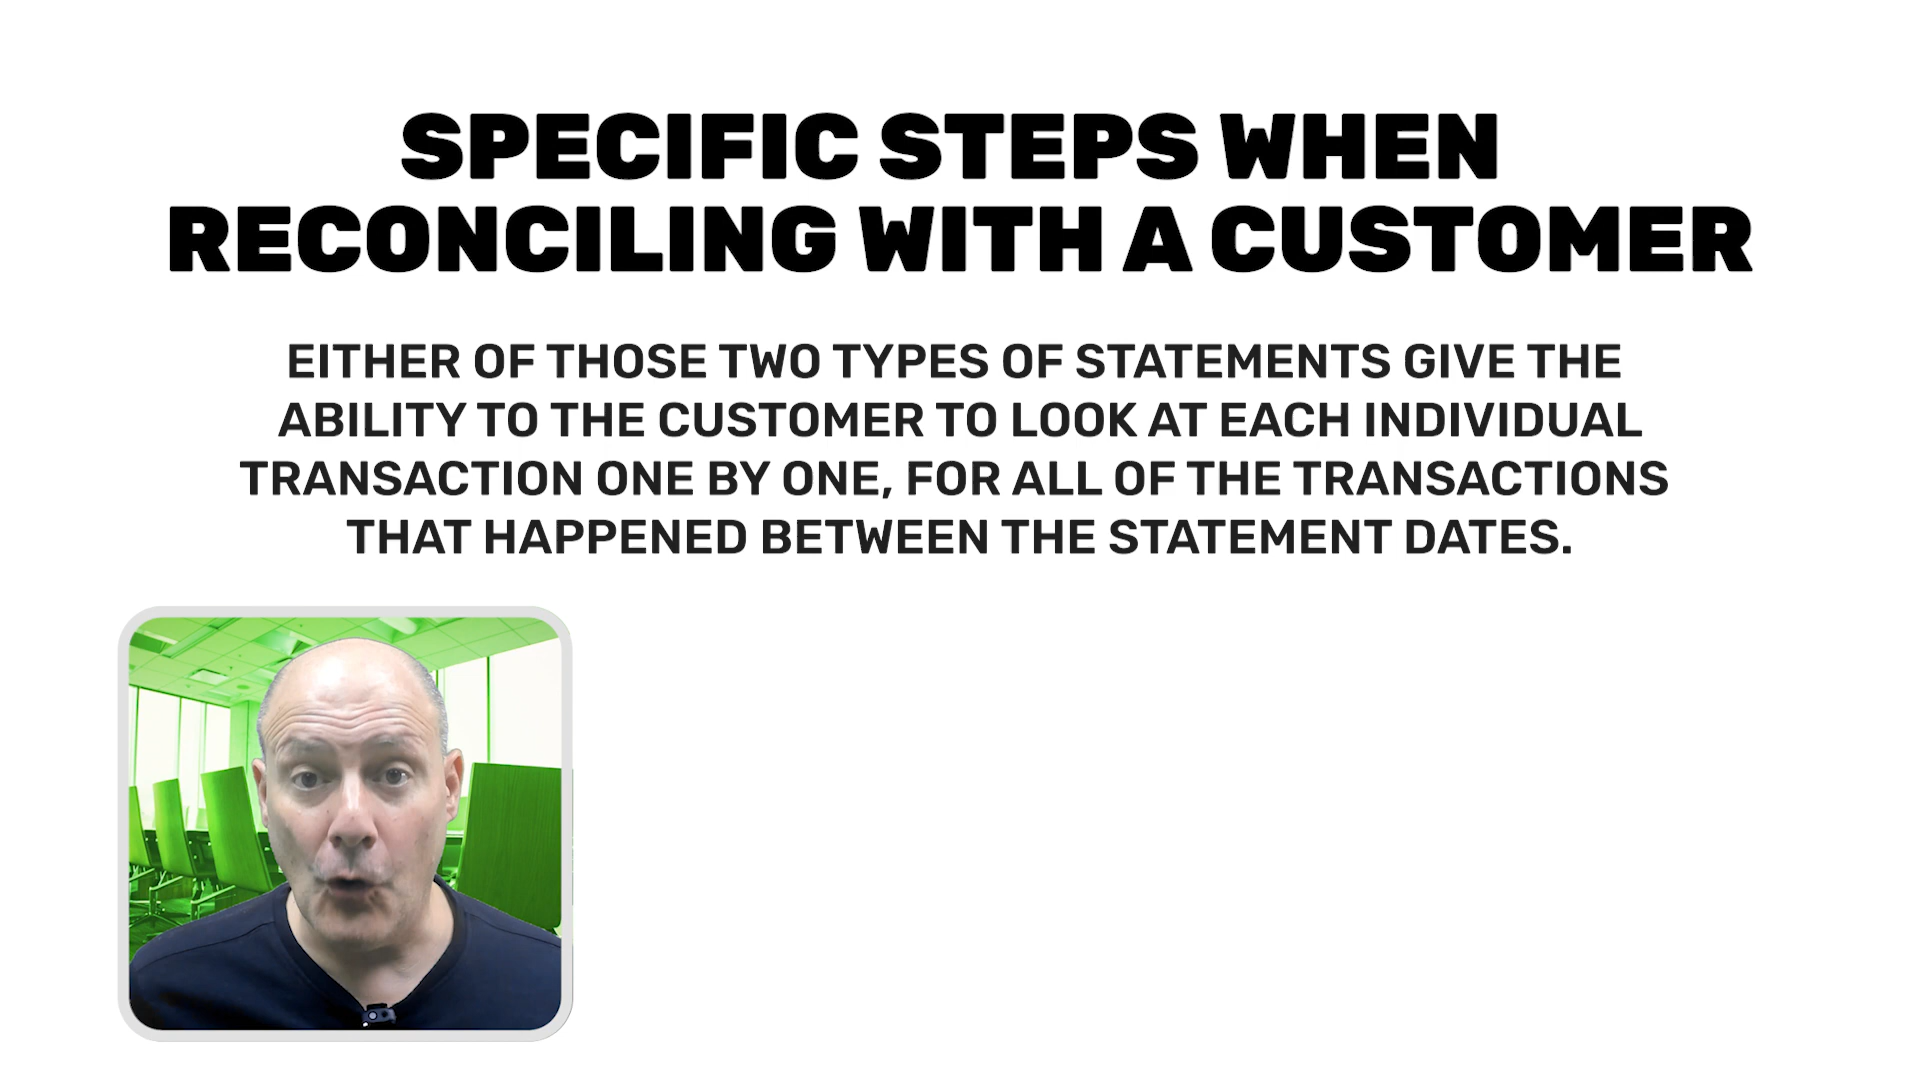 SPECIFIC STEPS WHEN
RECONCILING WITH A CUSTOMER
EITHER OF THOSE TWO TYPES OF STATEMENTS GIVE THE
ABILITY TO THE CUSTOMER TO LOOK AT EACH INDIVIDUAL
TRANSACTION ONE BY ONE, FOR ALL OF THE TRANSACTIONS
THAT HAPPENED BETWEEN THE STATEMENT DATES.